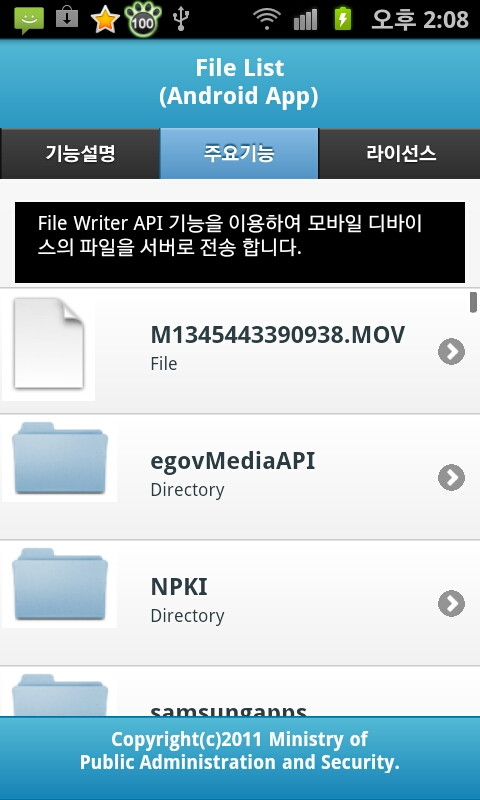 100
오후 2:08
File List
(Android App)
기능설명
주요기능
라이선스
File Writer API 기능을 이용하여 모바일 디바이
스의 파일을 서버로 전송 합니다.
M1345443390938.MOV
File
egovMediaAPI
Directory
NPKI
Directory
samsungapps
Copyright(c)2011 Ministry of
Public Administration and Security.